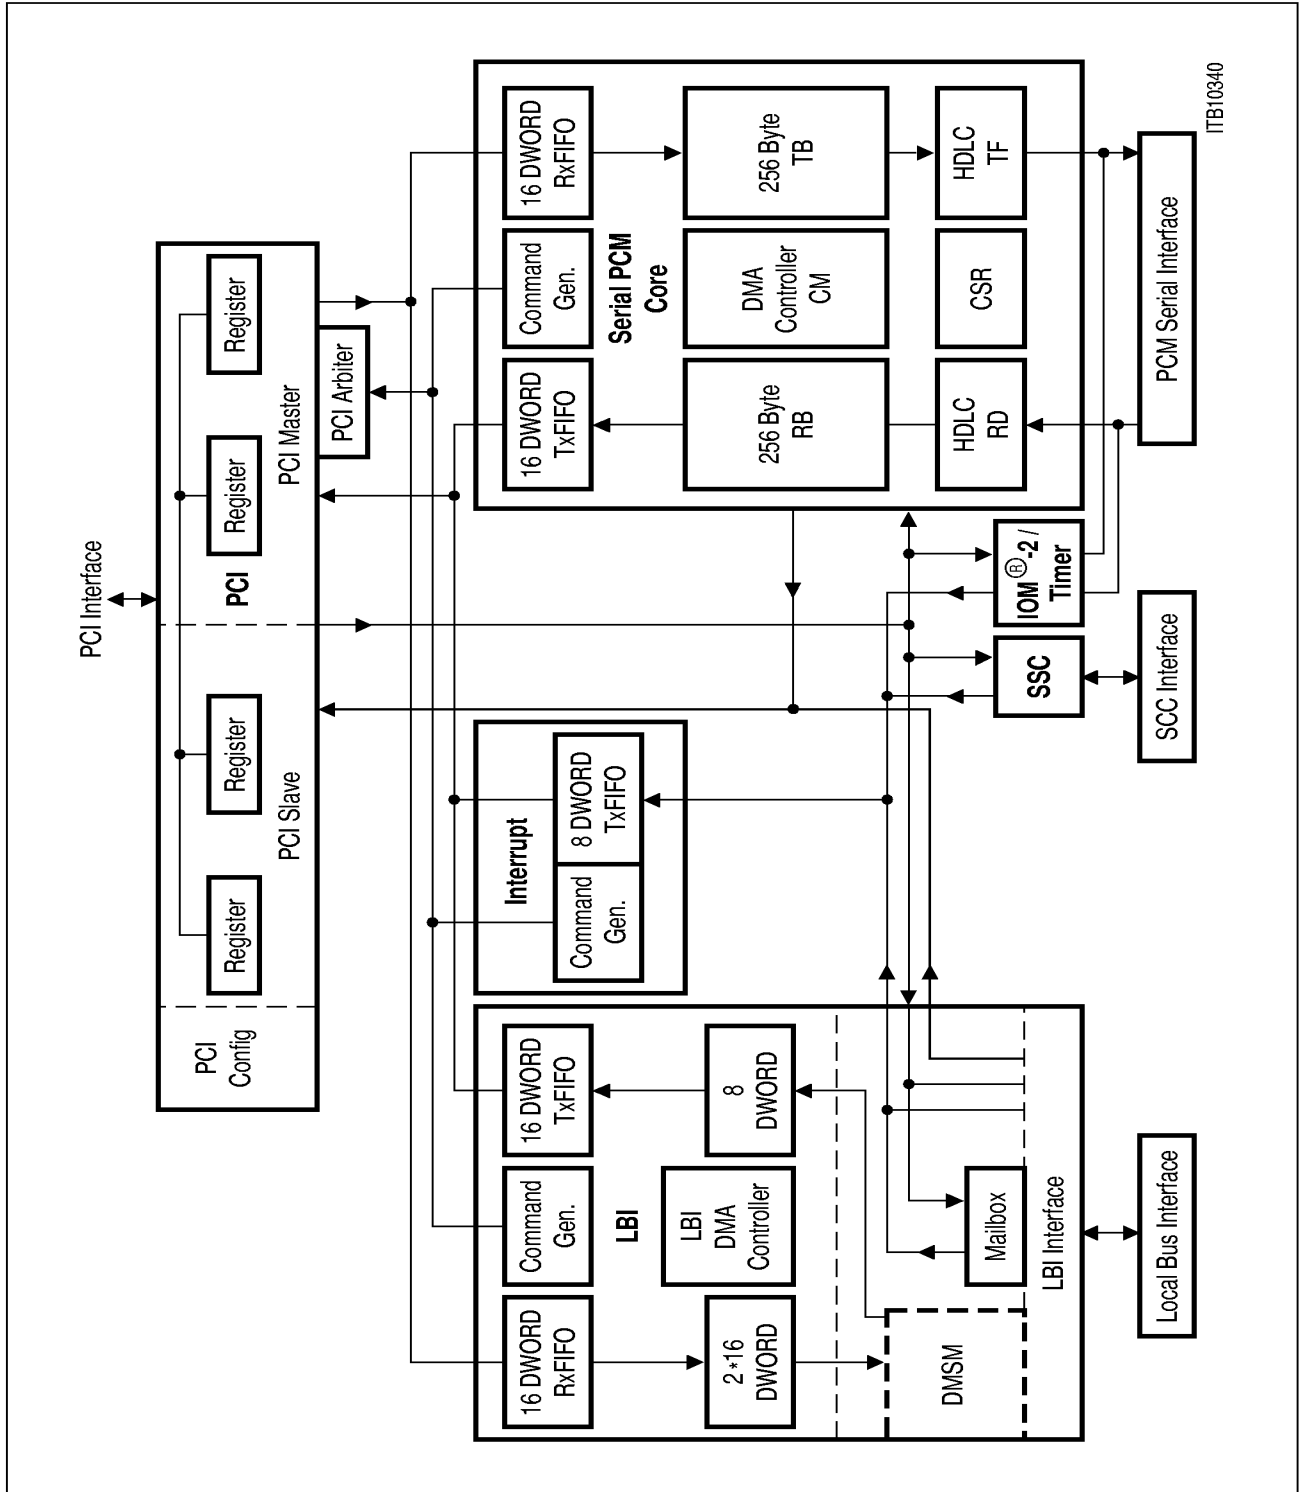 PCI Interface
PCI
Config
Register
PCI Slave
Register
PCI
Register
PCI Master
Register
PCI Arbiter
16 DWORD
RxFIFO
Command
Gen.
16 DWORD
TxFIFO
LBI
2*16
DWORD
LBI
DMA
Controller
8
DWORD
DMSM
Mailbox
LBI Interface
Local Bus Interface
Interrupt
Command
Gen.
8 DWORD
TxFIFO
16 DWORD
TxFIFO
Command
Gen.
16 DWORD
RxFIFO
Serial PCM
Core
256 Byte
RB
DMA
Controller
CM
256 Byte
TB
HDLC
RD
CSR
HDLC
TF
SSC
IOM®-2 /
Timer
SCC Interface
PCM Serial Interface
ITB10340